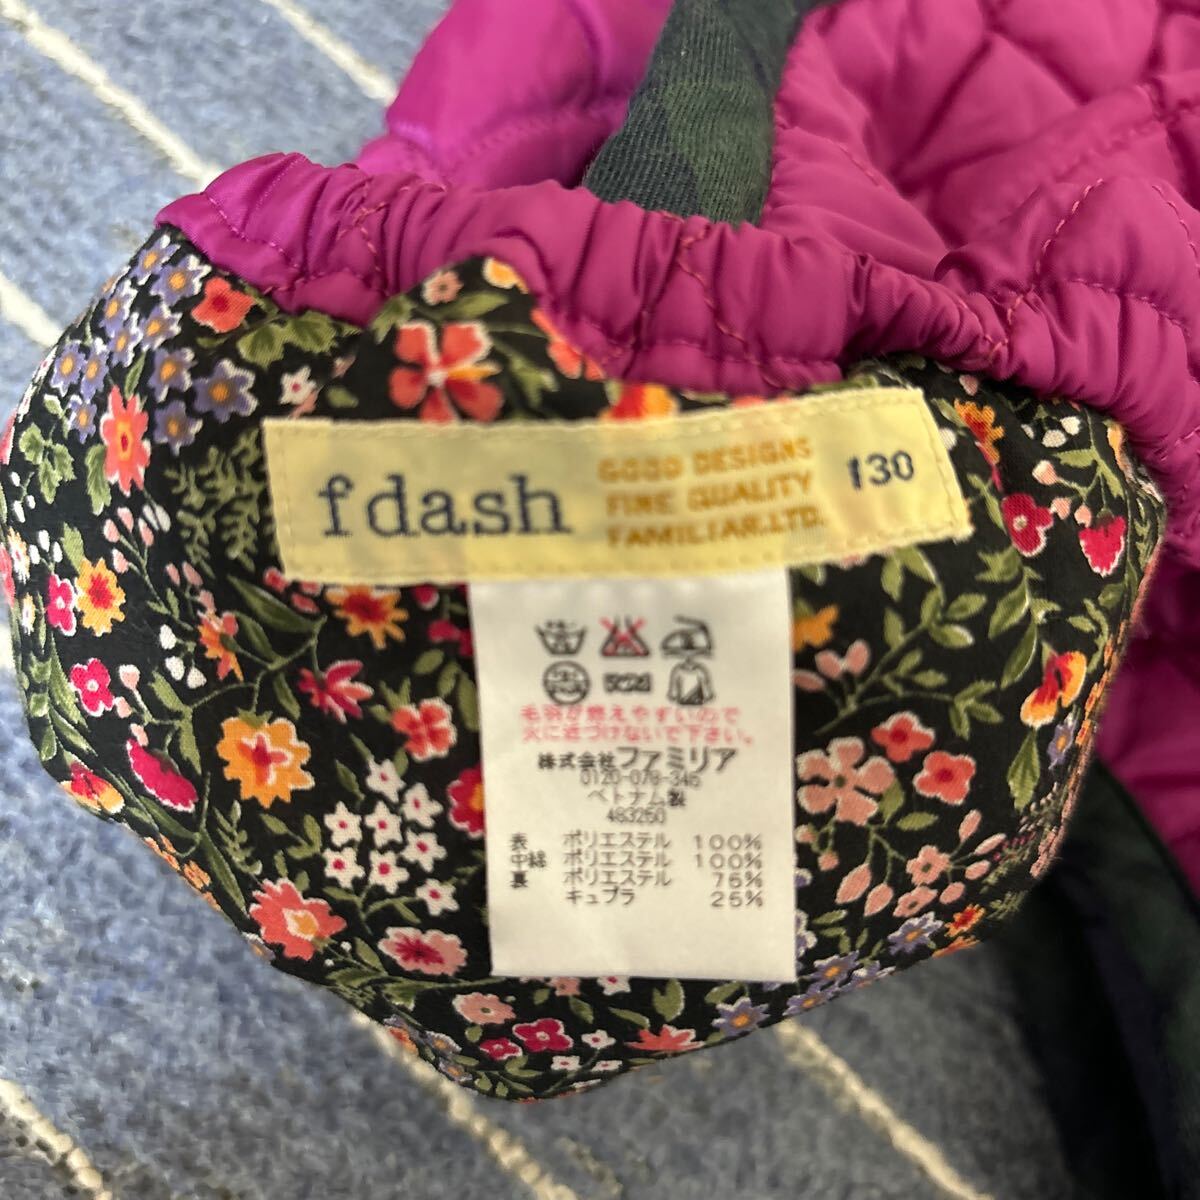 f dash
GOOD DESIGNS
FINE QUALITY
FAMILIAR.LTD.
130
毛羽が燃えやすいので
火に近づけないで下さい。
株式会社ファミリア
0120-078-345
ベトナム製
483250
表 ポリエステル 100%
中綿 ポリエステル 100%
裏 ポリエステル 75%
キュプラ 25%